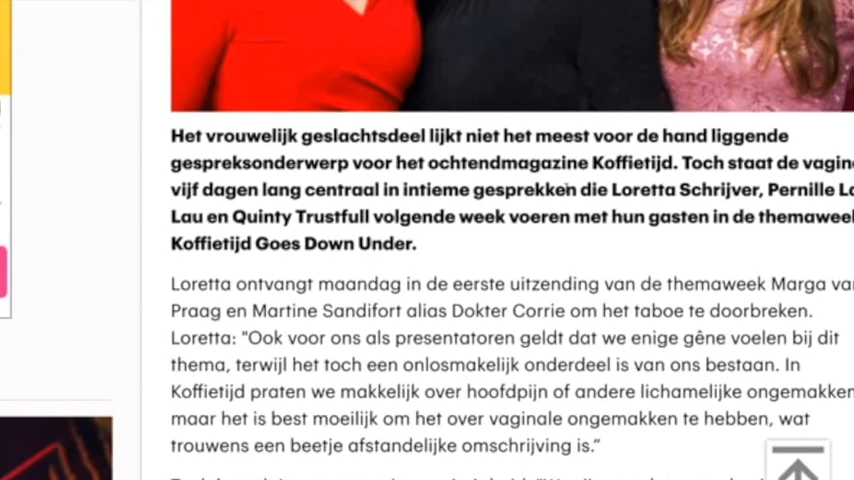 Het vrouwelijk geslachtsdeel lijkt niet het meest voor de hand liggende
gespreksonderwerp voor het ochtendmagazine Koffietijd. Toch staat de
vijf dagen lang centraal in intieme gesprekken die Loretta Schrijver, Pernille
Lau en Quinty Trustfull volgende week voeren met hun gasten in de themaweek
Koffietijd Goes Down Under.
Loretta ontvangt maandag in de eerste uitzending van de themaweek Marga
Praag en Martine Sandifort alias Dokter Corrie om het taboe te doorbreken.
Loretta: "Ook voor ons als presentatoren geldt dat we enige gêne voelen bij dit
thema, terwijl het toch een onlosmakelijk onderdeel is van ons bestaan. In
Koffietijd praten we makkelijk over hoofdpijn of andere lichamelijke ongemakken
maar het is best moeilijk om het over vaginale ongemakken te hebben, wat
trouwens een beetje afstandelijke omschrijving is.”